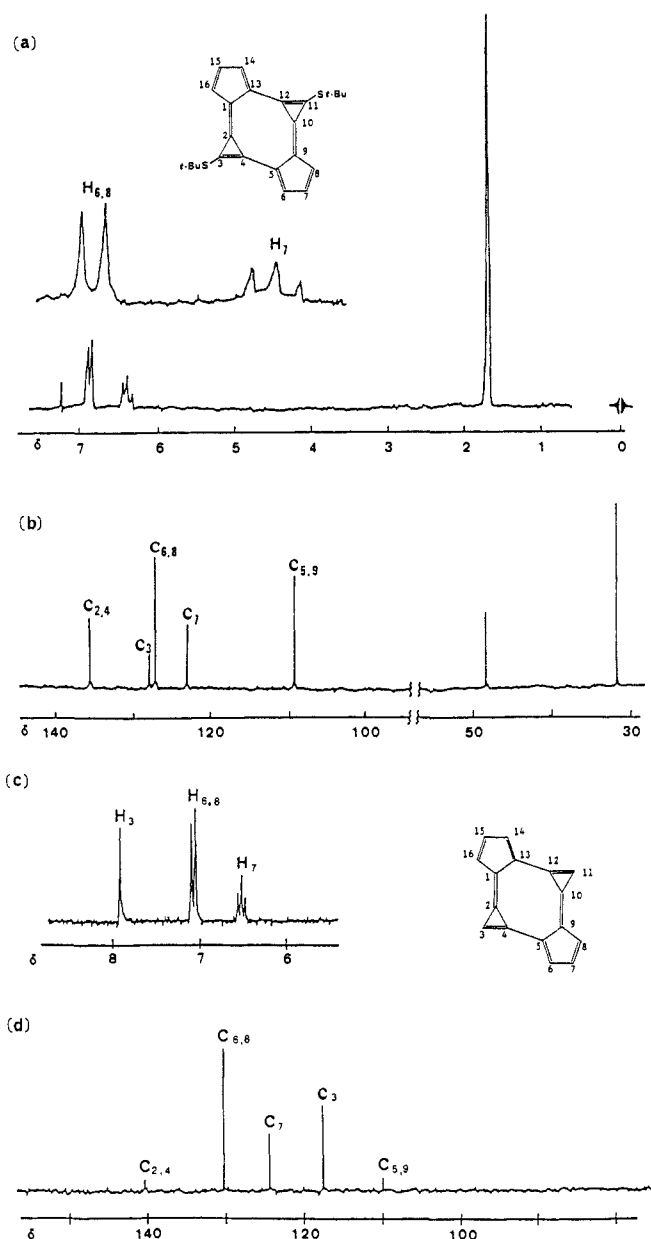 (a)
15
14
16
13
1
12
11
St-Bu
10
2
9
t-BuS
3
4
5
8
6
7
H6,8
H7
δ 7 6 5 4 3 2 1 0
(b)
C2,4
C3
C6,8
C7
C5,9
δ 140 120 100 50 30
(c)
H3
H6,8
H7
δ 8 7 6
15
14
16
13
12
11
1
10
2
9
3
4
5
8
6
7
(d)
C2,4
C6,8
C7
C3
C5,9
δ 140 120 100